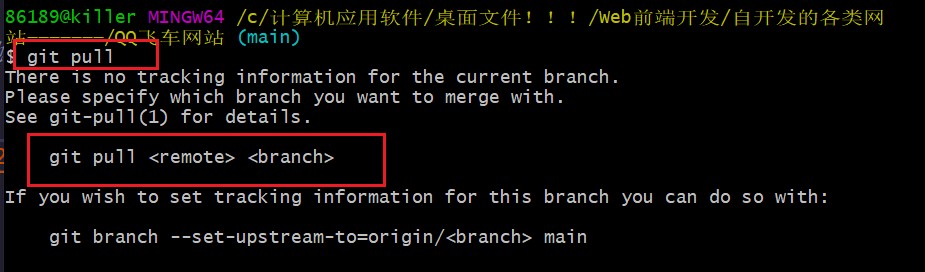 86189@killer MINGW64 /c/计算机应用软件/桌面文件！！！/Web前端开发/自开发的各类网
站-------/QQ飞车网站 (main)
$ git pull
There is no tracking information for the current branch.
Please specify which branch you want to merge with.
See git-pull(1) for details.
git pull <remote> <branch>
If you wish to set tracking information for this branch you can do so with:
git branch --set-upstream-to=origin/<branch> main